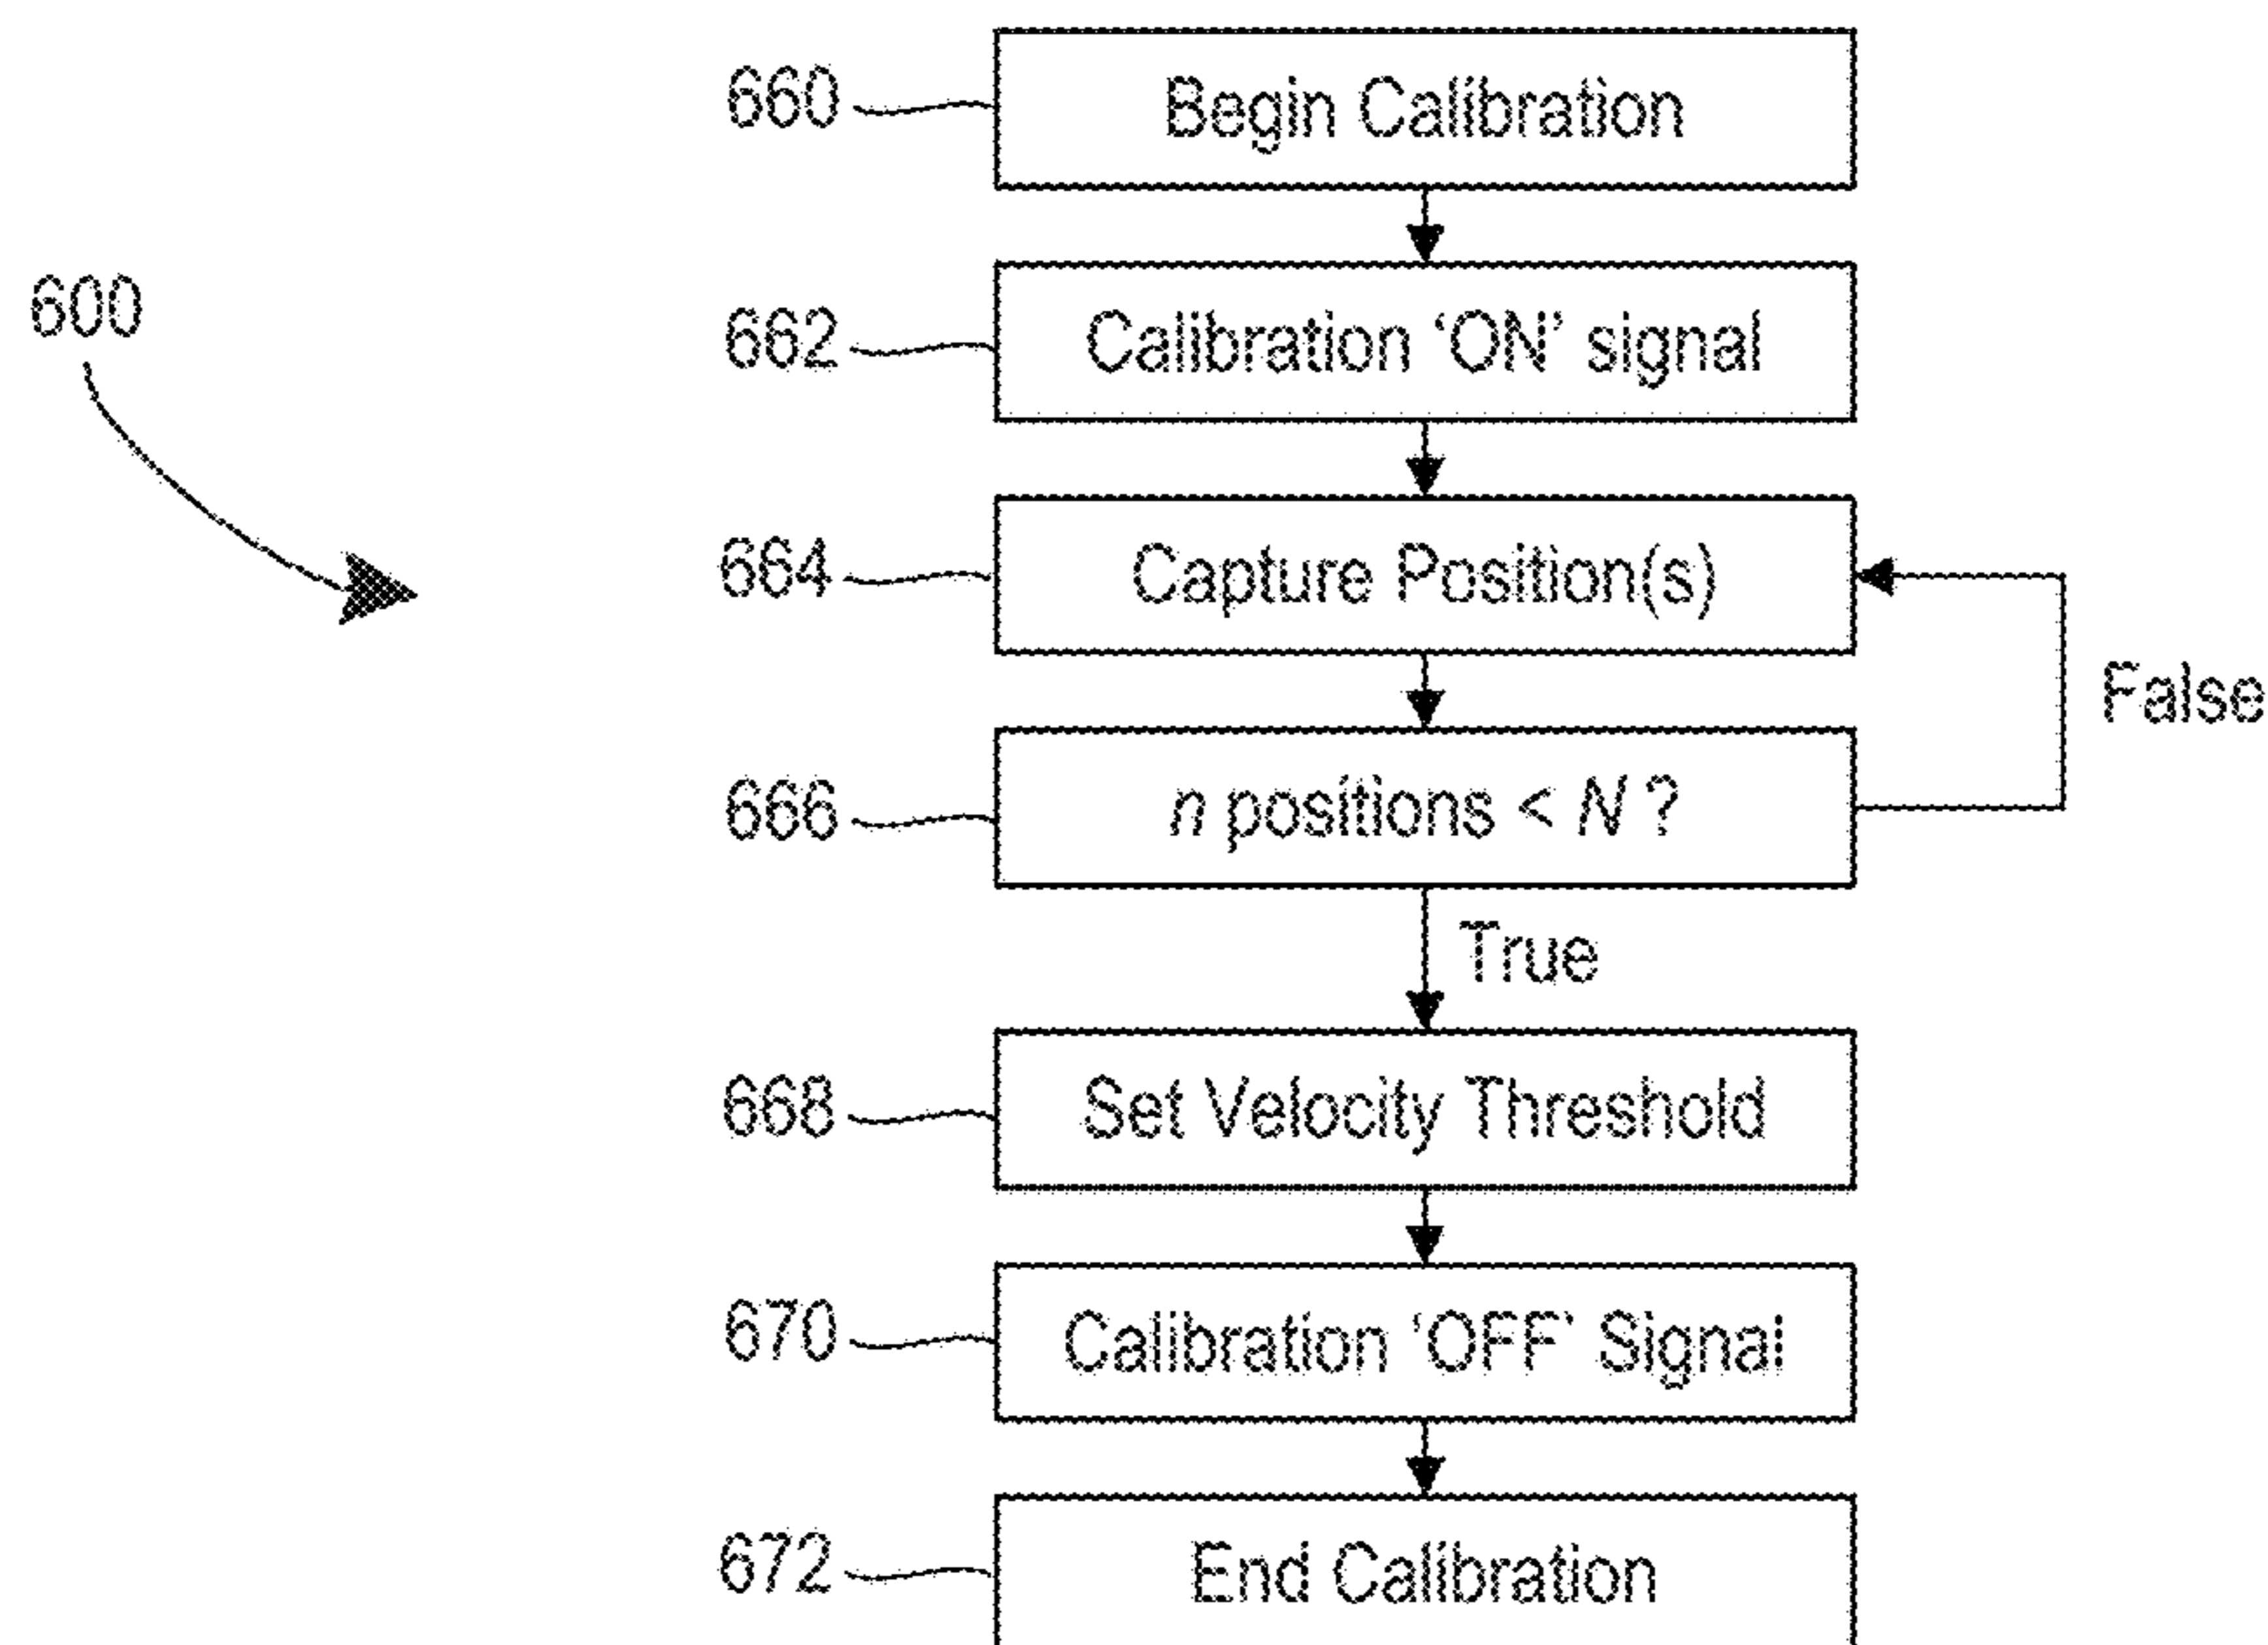 660
Begin Calibration
600
662
Calibration ‘ON’ signal
664
Capture Position(s)
False
666
n positions < N ?
True
668
Set Velocity Threshold
670
Calibration ‘OFF’ Signal
672
End Calibration